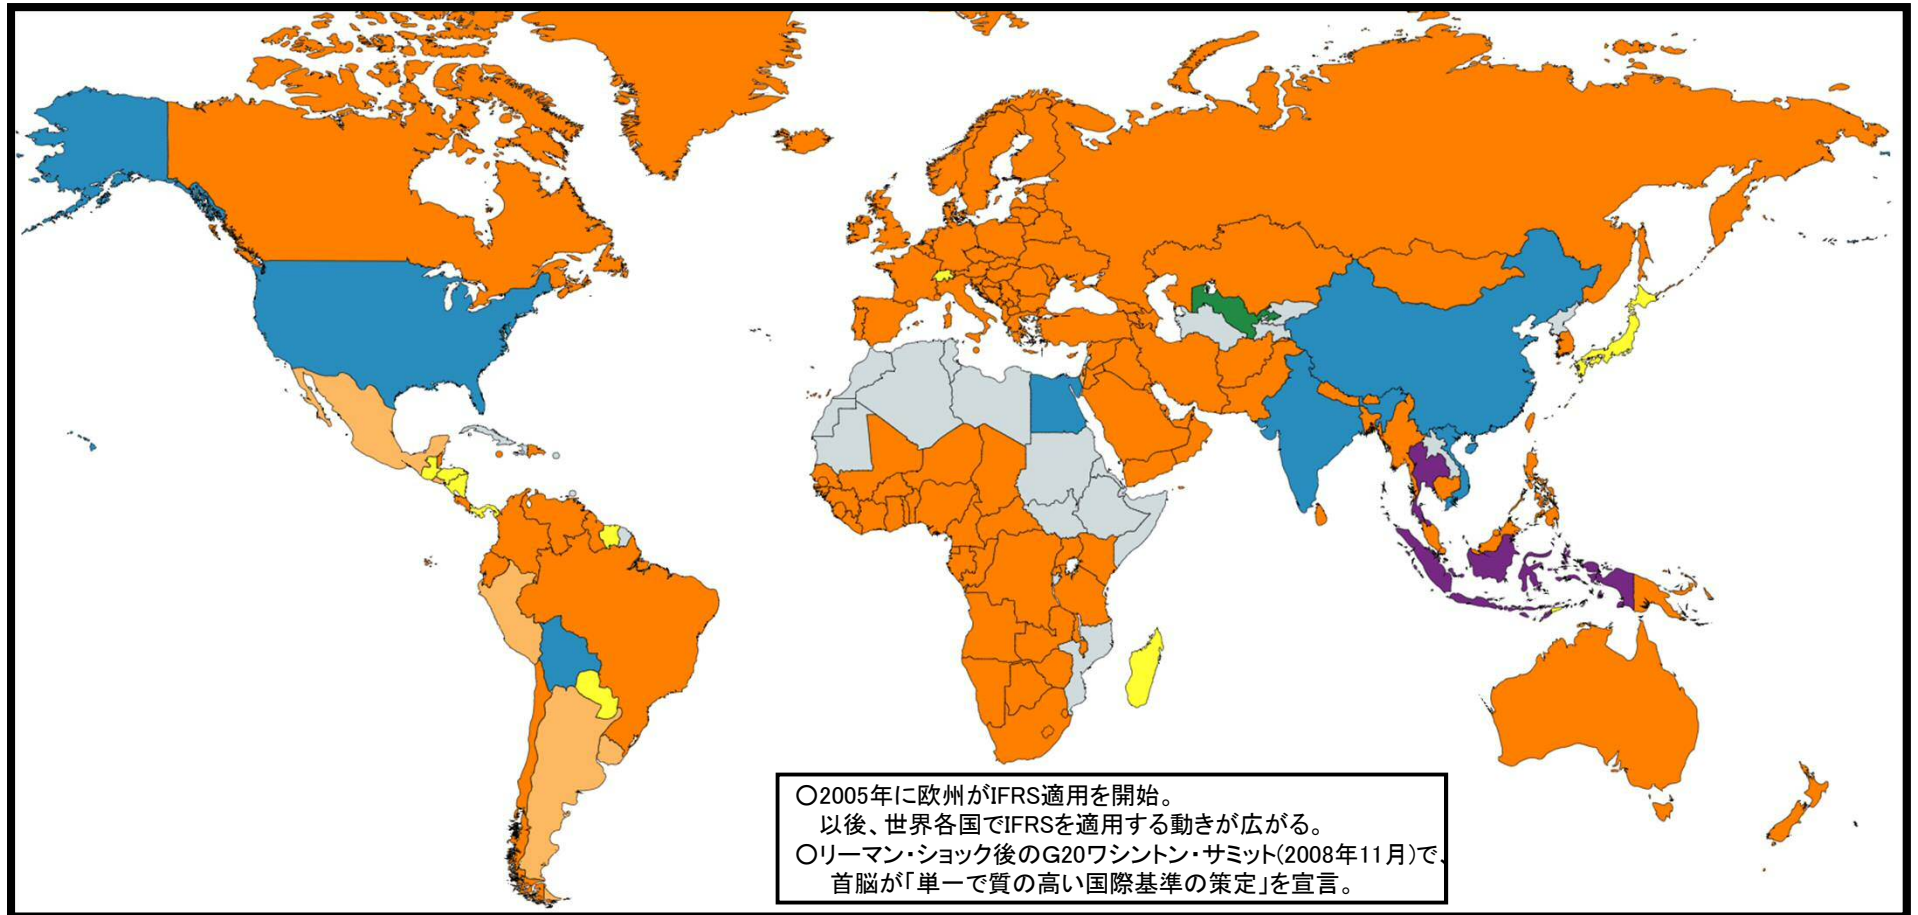 ○2005年に欧州がIFRS適用を開始。
以後、世界各国でIFRSを適用する動きが広がる。
○リーマン・ショック後のG20ワシントン・サミット(2008年11月)で、
首脳が「単一で質の高い国際基準の策定」を宣言。